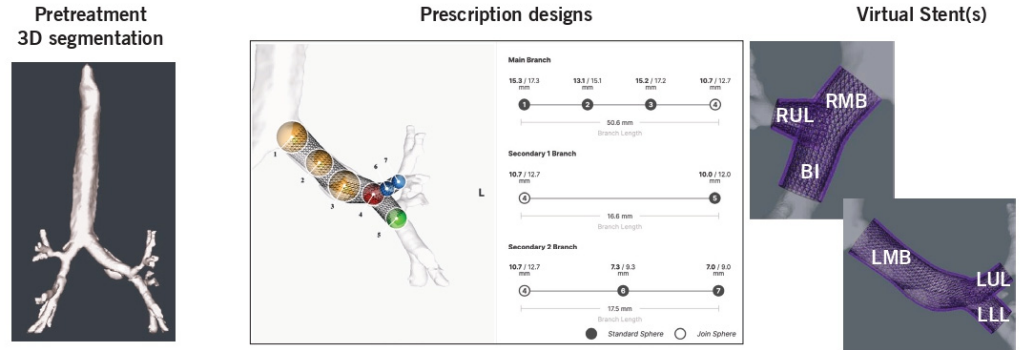 Pretreatment
3D segmentation
Prescription designs
Virtual Stent(s)
1
2
3
4
5
6
7
L
Main Branch
15.3 / 17.3 mm
13.1 / 15.1 mm
15.2 / 17.2 mm
10.7 / 12.7 mm
1
2
3
4
50.6 mm
Branch Length
Secondary 1 Branch
10.7 / 12.7 mm
10.0 / 12.0 mm
4
5
16.6 mm
Branch Length
Secondary 2 Branch
10.7 / 12.7 mm
7.3 / 9.3 mm
7.0 / 9.0 mm
4
6
7
17.5 mm
Branch Length
Standard Sphere
Join Sphere
RMB
RUL
BI
LMB
LUL
LLL